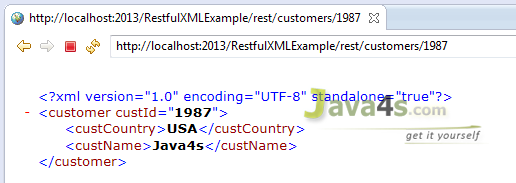 http://localhost:2013/RestfulXMLExample/rest/customers/1987
http://localhost:2013/RestfulXMLExample/rest/customers/1987
<?xml version="1.0" encoding="UTF-8" standalone="true"?>
- <customer custId="1987">
<custCountry>USA</custCountry>
<custName>Java4s</custName>
</customer>
Java4s.com
get it yourself